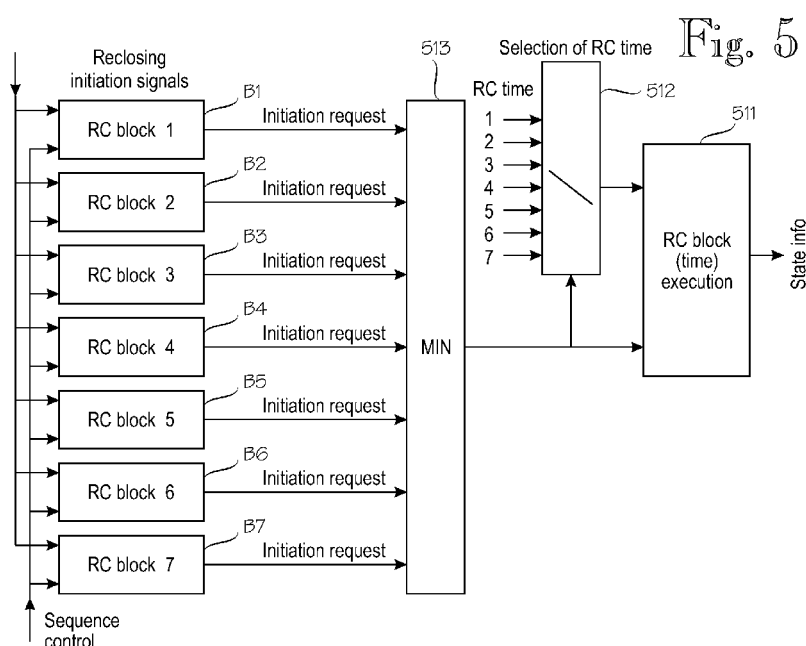 Fig. 5
Reclosing
initiation signals
513
Selection of RC time
RC time
512
511
B1
RC block 1
Initiation request
B2
RC block 2
Initiation request
B3
RC block 3
Initiation request
B4
RC block 4
Initiation request
B5
RC block 5
Initiation request
B6
RC block 6
Initiation request
B7
RC block 7
Initiation request
MIN
1
2
3
4
5
6
7
RC block
(time)
execution
State info
Sequence
control